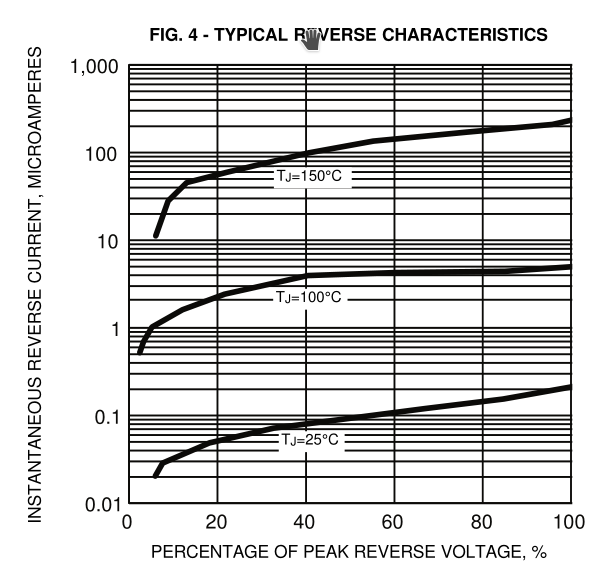 FIG. 4 - TYPICAL REVERSE CHARACTERISTICS
INSTANTANEOUS REVERSE CURRENT, MICROAMPERES
1,000
100
10
1
0.1
0.01
TJ=150°C
TJ=100°C
TJ=25°C
0 20 40 60 80 100
PERCENTAGE OF PEAK REVERSE VOLTAGE, %